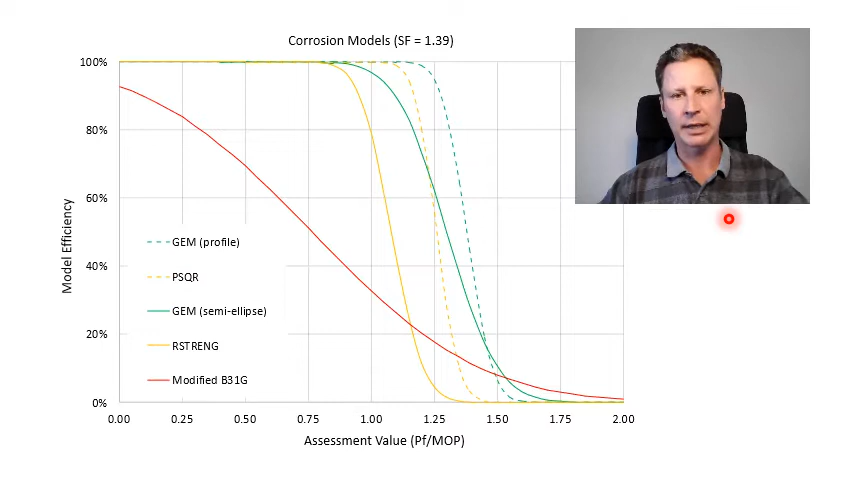 Corrosion Models (SF = 1.39)
100%
80%
60%
40%
20%
0%
Model Efficiency
GEM (profile)
PSQR
GEM (semi-ellipse)
RSTRENG
Modified B31G
0.00 0.25 0.50 0.75 1.00 1.25 1.50 1.75 2.00
Assessment Value (Pf/MOP)